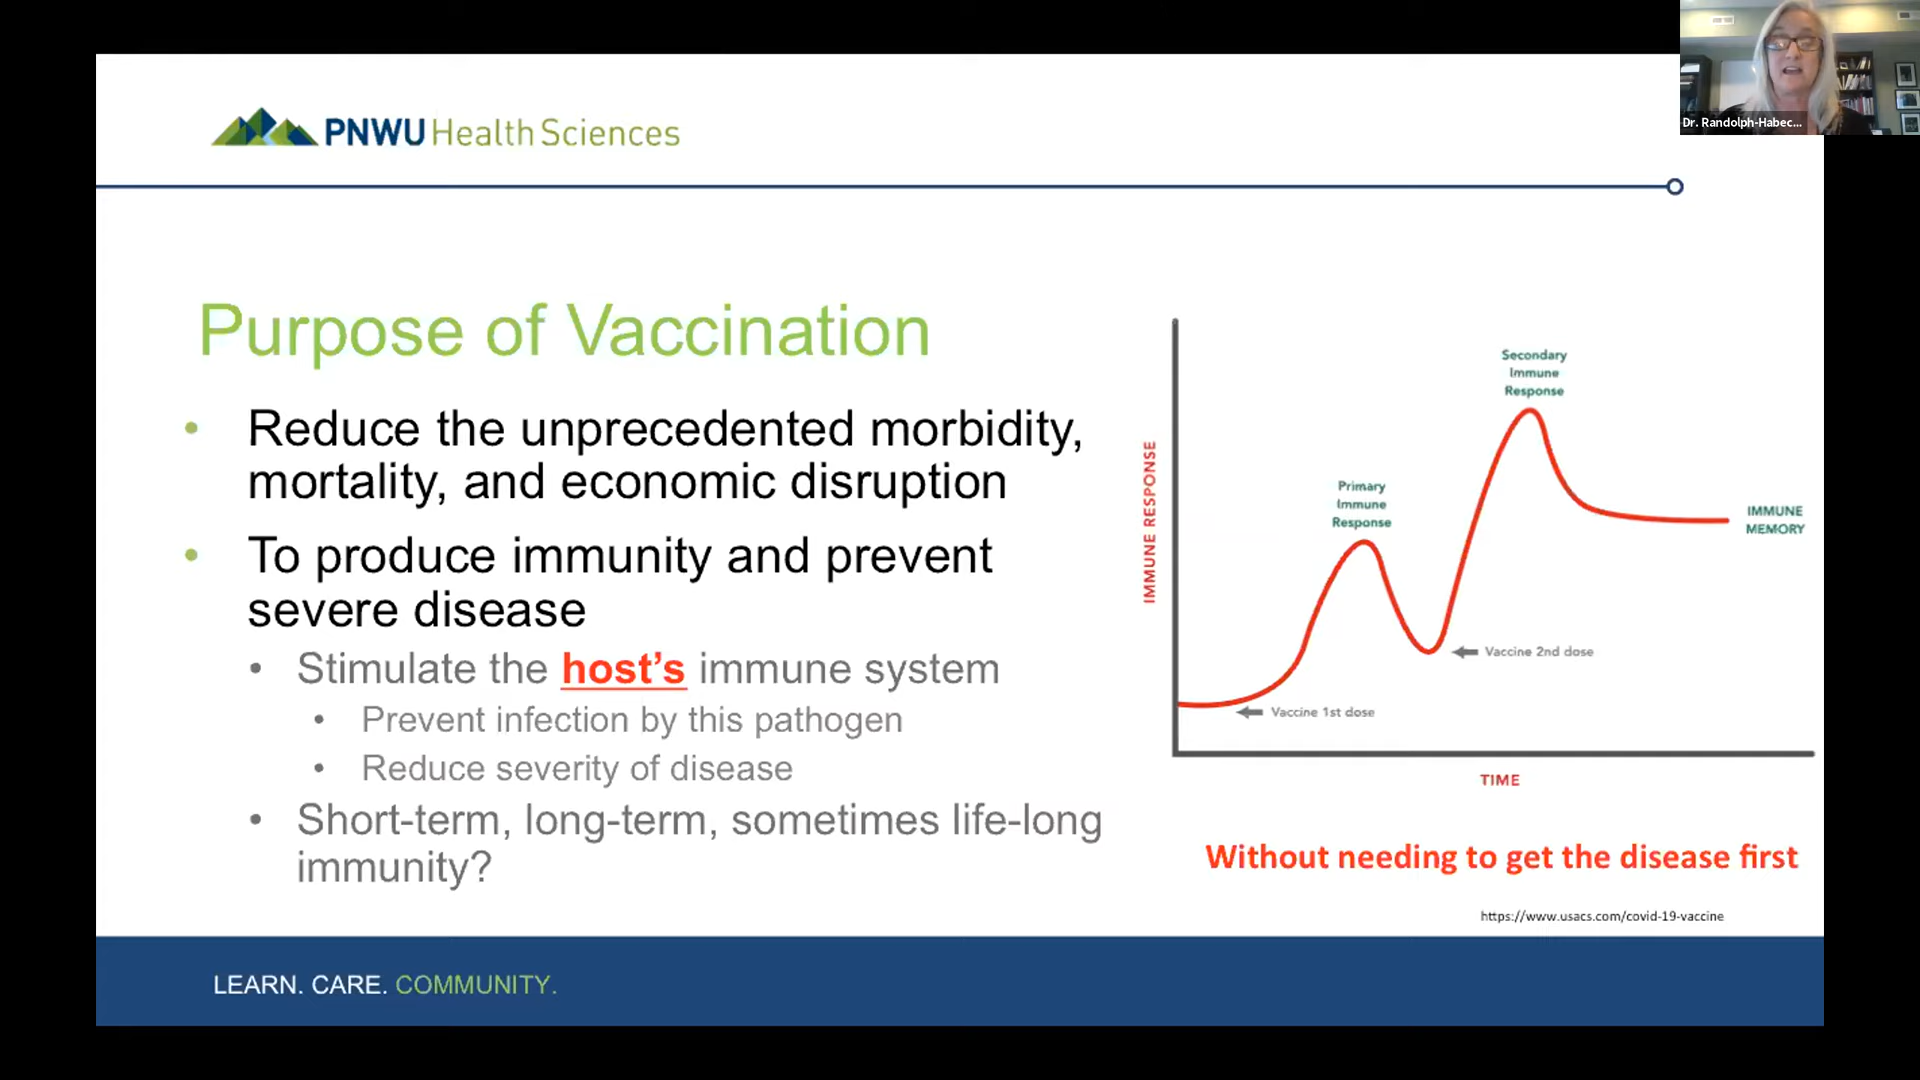 Dr. Randolph-Habec...
PNWU Health Sciences
Purpose of Vaccination
• Reduce the unprecedented morbidity,
mortality, and economic disruption
• To produce immunity and prevent
severe disease
• Stimulate the host’s immune system
• Prevent infection by this pathogen
• Reduce severity of disease
• Short-term, long-term, sometimes life-long
immunity?
IMMUNE RESPONSE
Primary
Immune
Response
Secondary
Immune
Response
IMMUNE
MEMORY
Vaccine 2nd dose
Vaccine 1st dose
TIME
Without needing to get the disease first
https://www.usacs.com/covid-19-vaccine
LEARN. CARE. COMMUNITY.